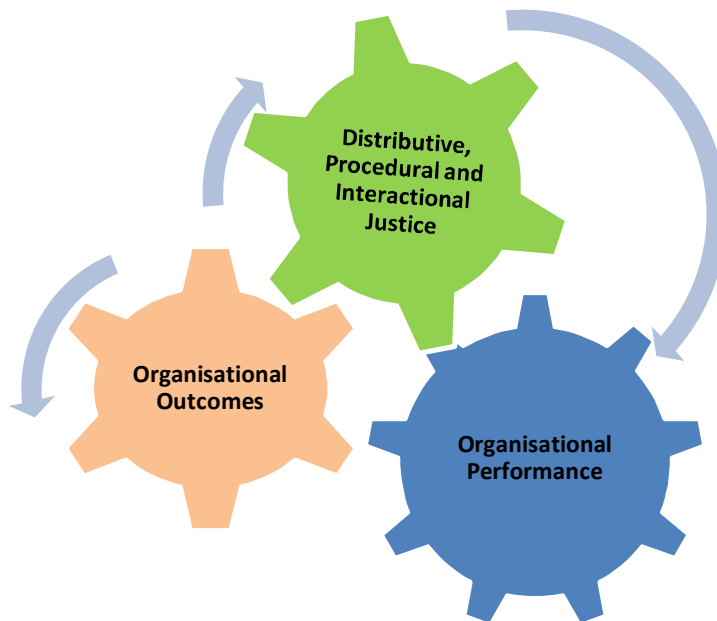 Distributive,
Procedural and
Interactional
Justice
Organisational
Outcomes
Organisational
Performance